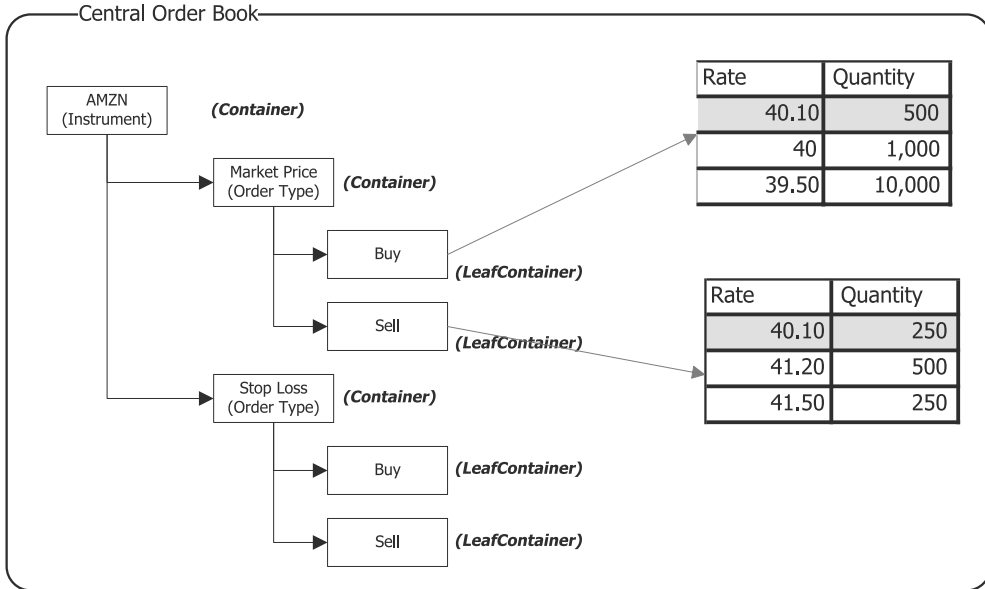 Central Order Book
AMZN
(Instrument)
(Container)
Market Price
(Order Type)
(Container)
Buy
(LeafContainer)
Sell
(LeafContainer)
Stop Loss
(Order Type)
(Container)
Buy
(LeafContainer)
Sell
(LeafContainer)
Rate Quantity
40.10 500
40 1,000
39.50 10,000
Rate Quantity
40.10 250
41.20 500
41.50 250